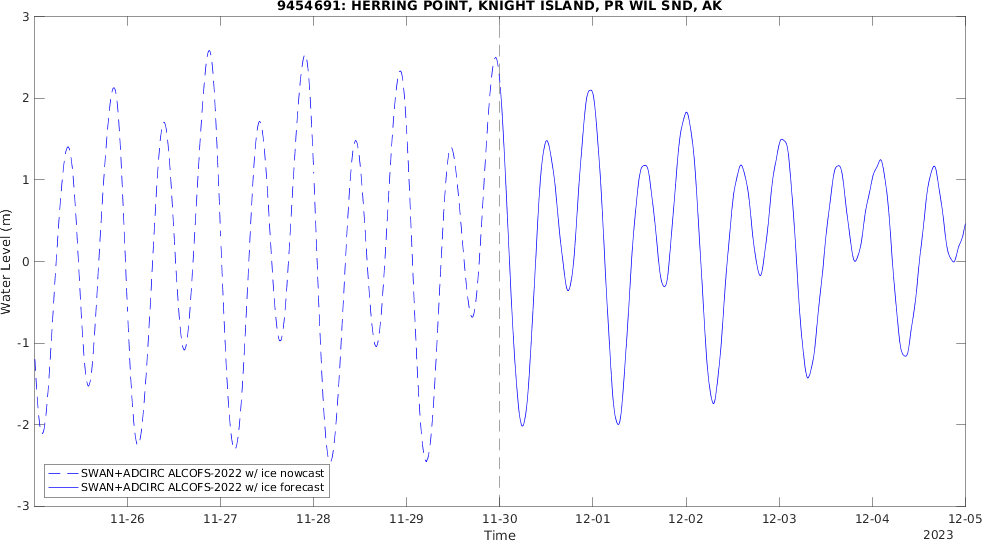 9454691: HERRING POINT, KNIGHT ISLAND, PR WIL SND, AK
3
2
1
0
-1
-2
-3
Water Level (m)
SWAN+ADCIRC ALCOFS-2022 w/ ice nowcast
SWAN+ADCIRC ALCOFS-2022 w/ ice forecast
11-26 11-27 11-28 11-29 11-30 12-01 12-02 12-03 12-04 12-05
Time
2023